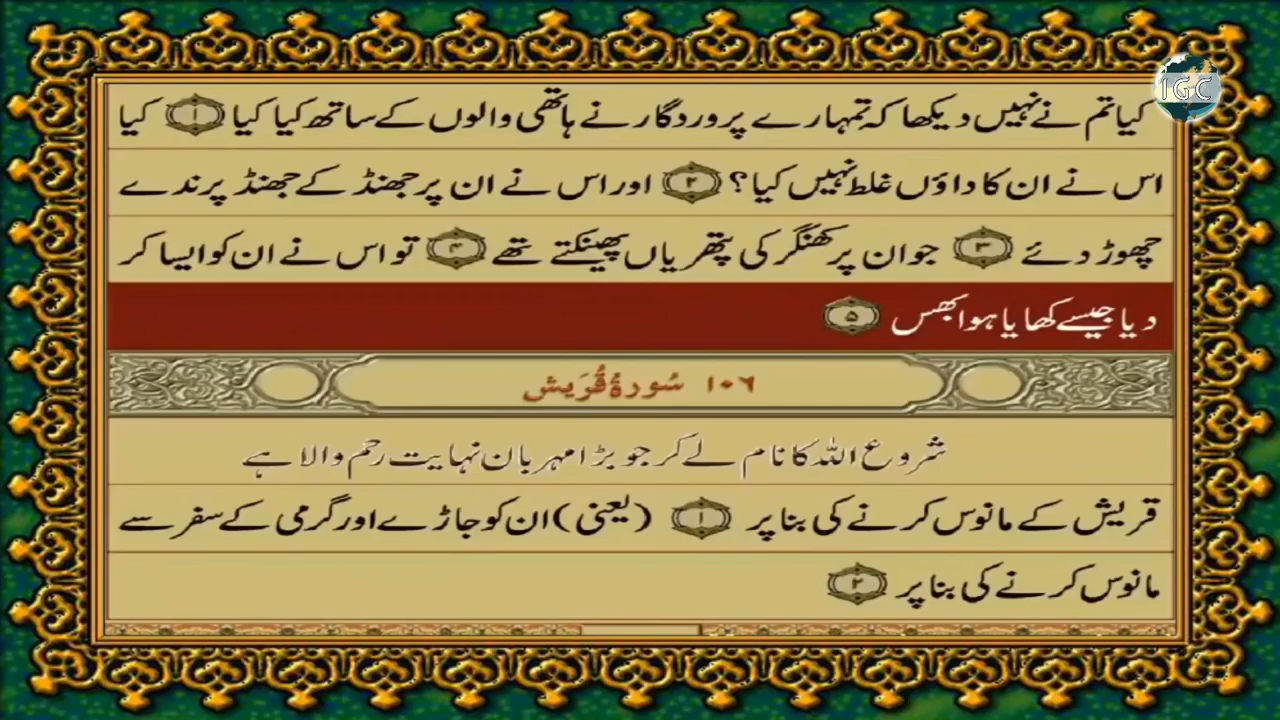 IGC
کیا تم نے نہیں دیکھا کہ تمہارے پروردگار نے ہاتھی والوں کے ساتھ کیا کیا ۱ کیا
اس نے ان کا داؤں غلط نہیں کیا؟ ۲ اور اس نے ان پر جھنڈ کے جھنڈ پرندے
چھوڑ دئے ۳ جو ان پر کھنگر کی پتھریاں پھینکتے تھے ۴ تو اس نے ان کو ایسا کر
دیا جیسے کھایا ہوا بھس ۵
۱۰۶ سُورۃ قُرَیش
شروع اللہ کا نام لے کر جو بڑا مہربان نہایت رحم والا ہے
قریش کے مانوس کرنے کی بنا پر ۱ (یعنی) ان کو جاڑے اور گرمی کے سفر سے
مانوس کرنے کی بنا پر ۲